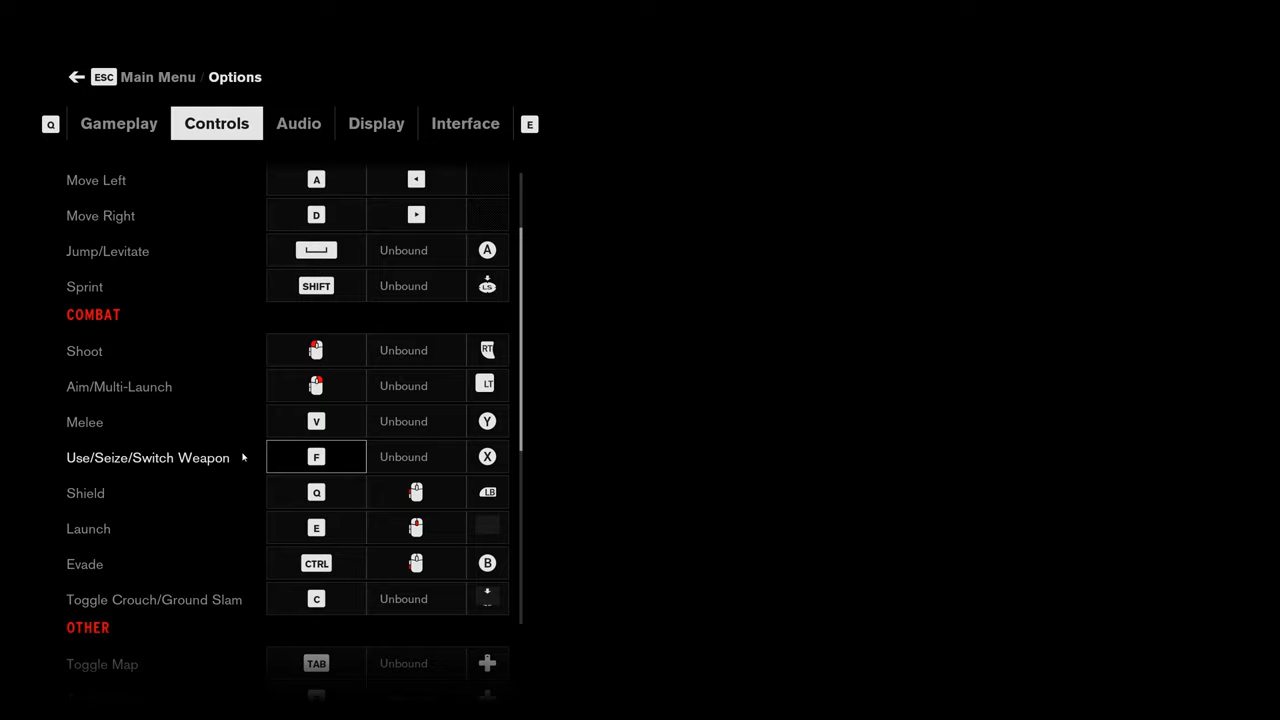 ESC Main Menu / Options
Q Gameplay Controls Audio Display Interface E
Move Left A
Move Right D
Jump/Levitate Unbound A
Sprint SHIFT Unbound LS
COMBAT
Shoot Unbound RT
Aim/Multi-Launch Unbound LT
Melee V Unbound Y
Use/Seize/Switch Weapon F Unbound X
Shield Q LB
Launch E
Evade CTRL B
Toggle Crouch/Ground Slam C Unbound
OTHER
Toggle Map TAB Unbound